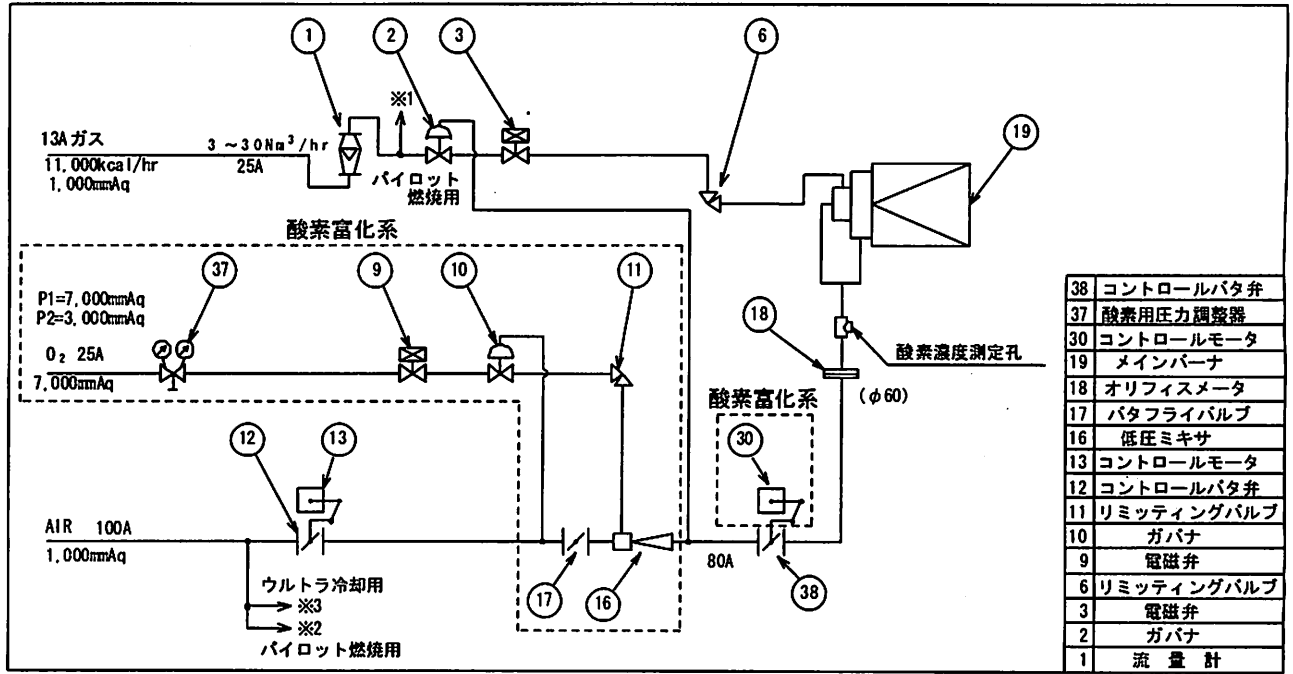 1
2
3
6
19
※1
13Aガス
11,000kcal/hr
1,000mmAq
3～30Nm³/hr
25A
パイロット
燃焼用
酸素富化系
37
9
10
11
P1=7,000mmAq
P2=3,000mmAq
O₂ 25A
7,000mmAq
18
酸素濃度測定孔
(φ60)
酸素富化系
30
12
13
AIR 100A
1,000mmAq
80A
ウルトラ冷却用
※3
※2
パイロット燃焼用
17
16
38
38 コントロールバタ弁
37 酸素用圧力調整器
30 コントロールモータ
19 メインバーナ
18 オリフィスメータ
17 バタフライバルブ
16 低圧ミキサ
13 コントロールモータ
12 コントロールバタ弁
11 リミッティングバルブ
10 ガバナ
9 電磁弁
6 リミッティングバルブ
3 電磁弁
2 ガバナ
1 流量計